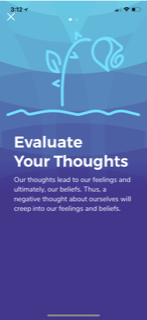 3:12
Evaluate
Your Thoughts
Our thoughts lead to our feelings and
ultimately, our beliefs. Thus, a
negative thought about ourselves will
creep into our feelings and beliefs.